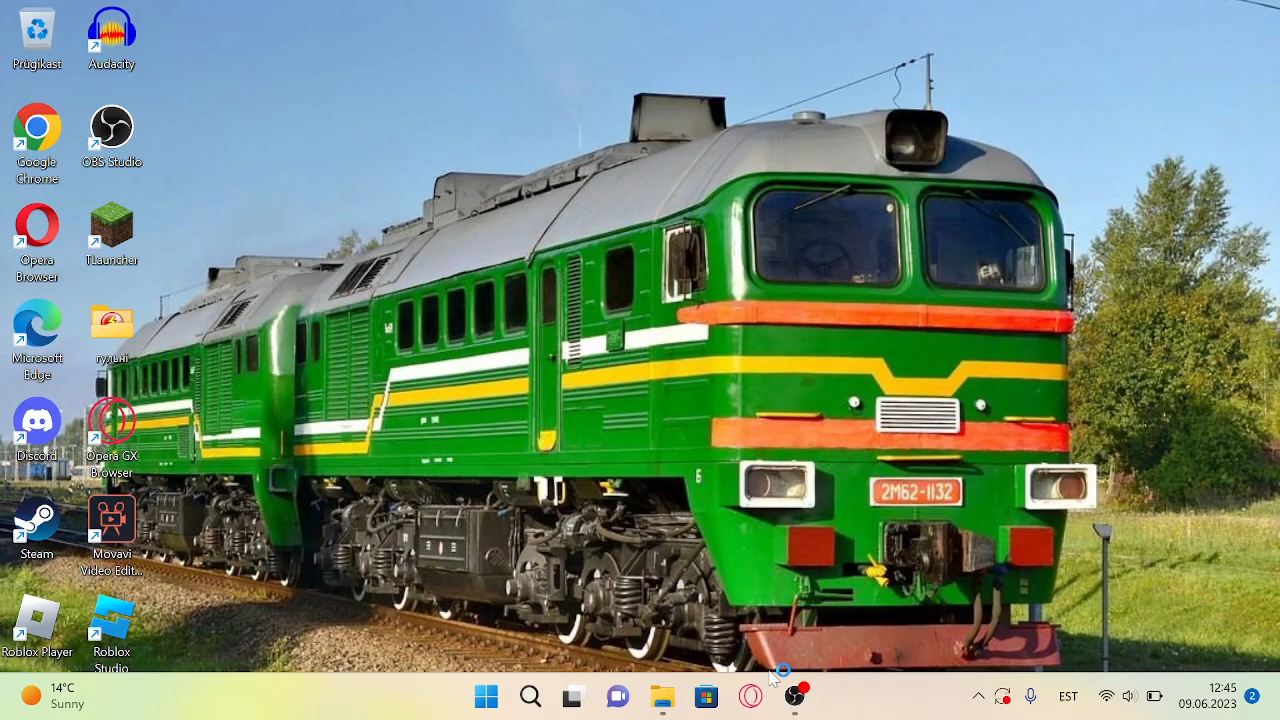 Prügikast
Audacity
Google
Chrome
OBS Studio
Opera
Browser
TLauncher
Microsoft
Edge
гульні
Discord
Opera GX
Browser
Steam
Movavi
Video Edit...
Roblox Player
Roblox
Studio
Б
2М62-1132
14°C
Sunny
EST
12:45
09.06.2023
2